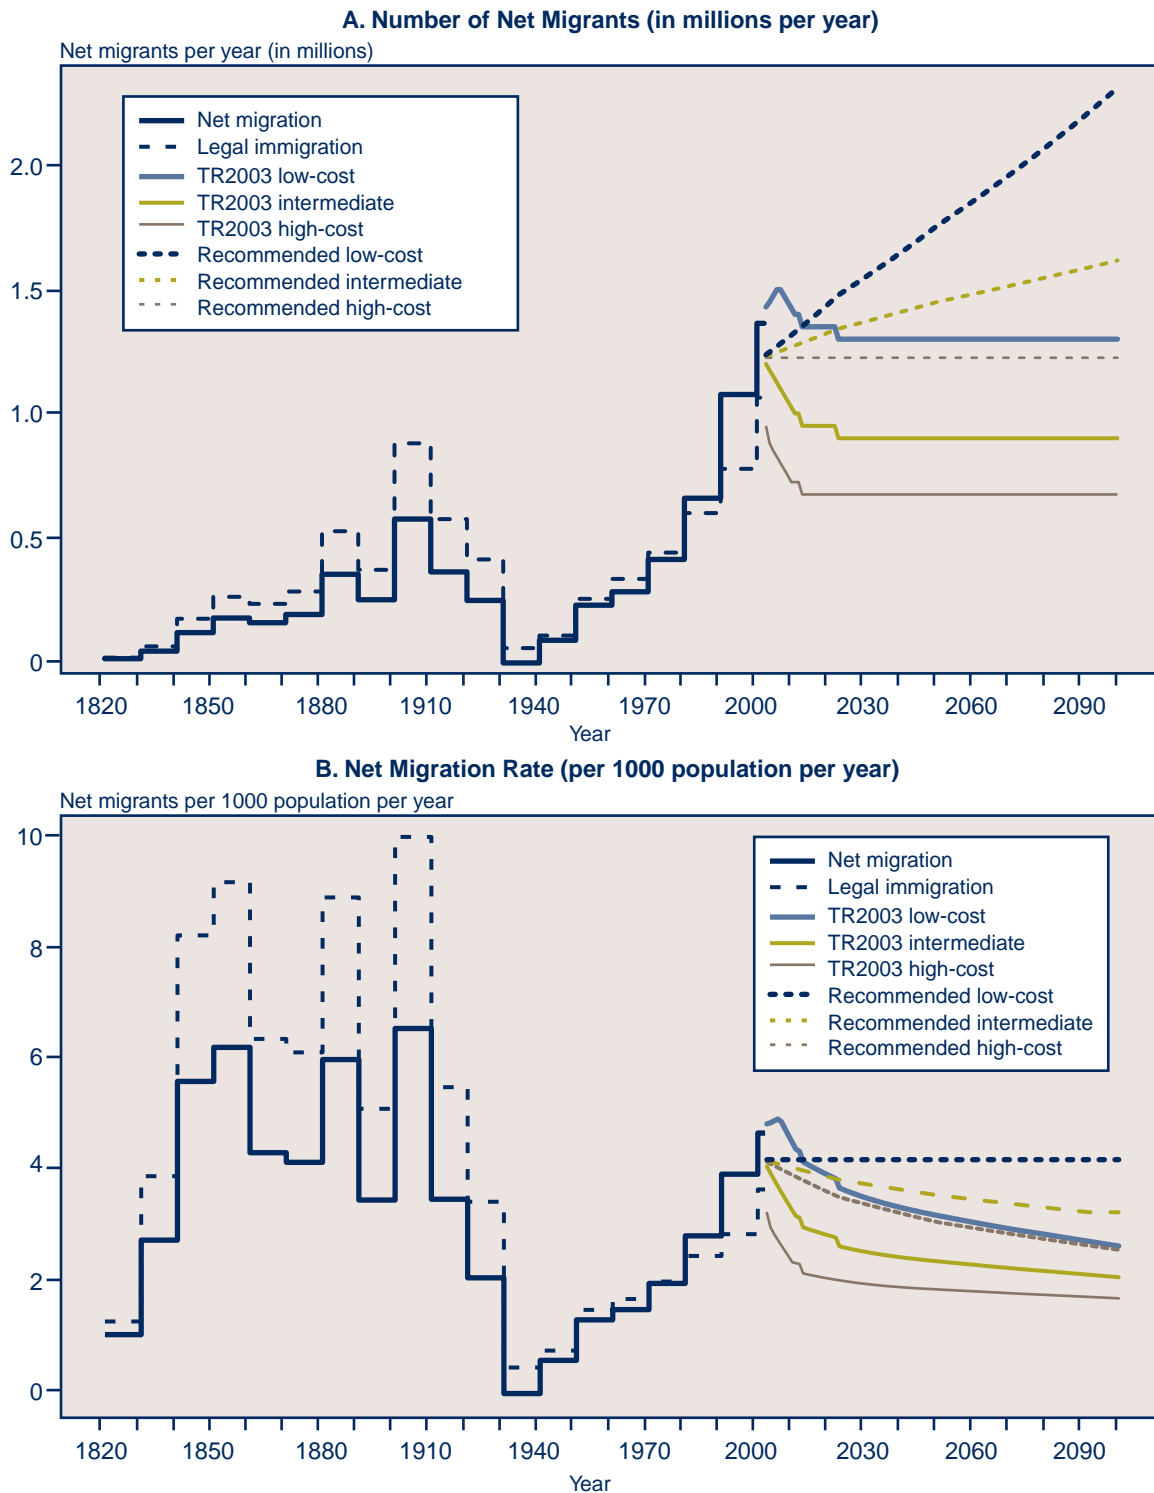 A. Number of Net Migrants (in millions per year)
Net migrants per year (in millions)
Net migration
Legal immigration
TR2003 low-cost
TR2003 intermediate
TR2003 high-cost
Recommended low-cost
Recommended intermediate
Recommended high-cost
2.0
1.5
1.0
0.5
0
1820 1850 1880 1910 1940 1970 2000 2030 2060 2090
Year
B. Net Migration Rate (per 1000 population per year)
Net migrants per 1000 population per year
Net migration
Legal immigration
TR2003 low-cost
TR2003 intermediate
TR2003 high-cost
Recommended low-cost
Recommended intermediate
Recommended high-cost
10
8
6
4
2
0
1820 1850 1880 1910 1940 1970 2000 2030 2060 2090
Year